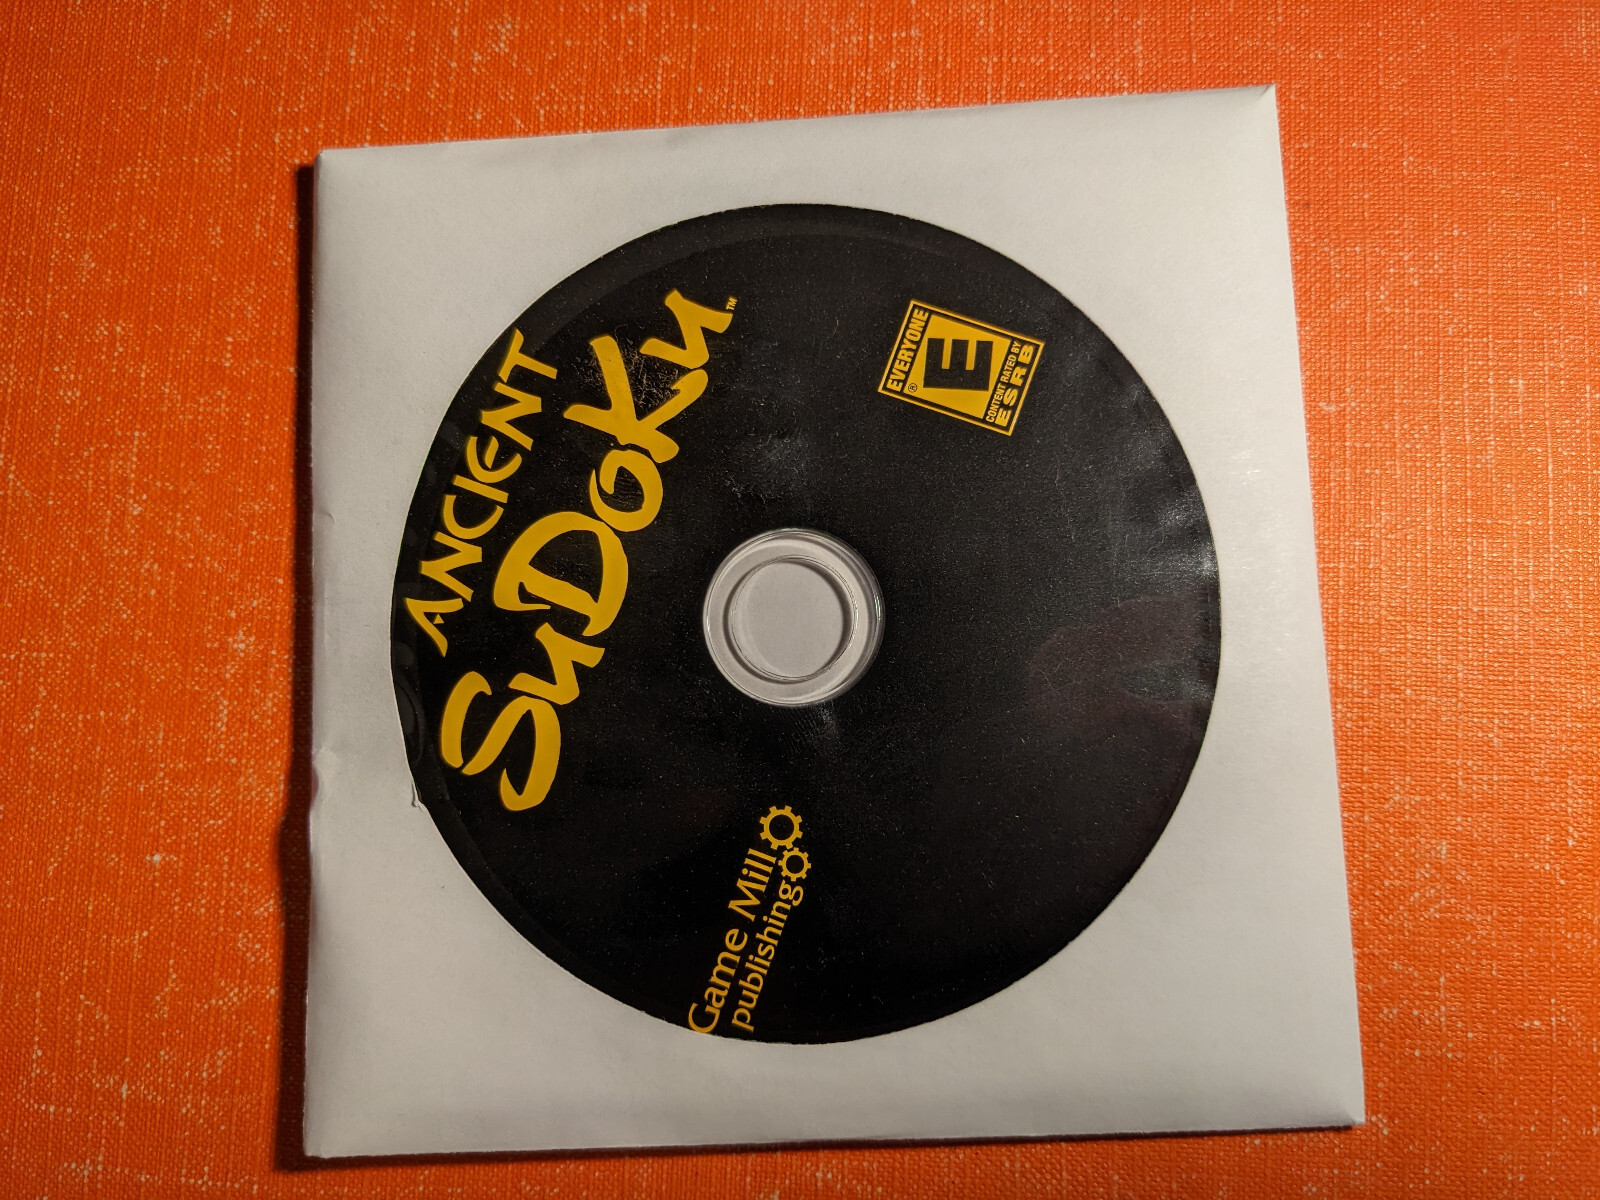 ANCIENT
SuDoKu™
EVERYONE
E
®
CONTENT RATED BY
ESRB
Game Mill
publishing